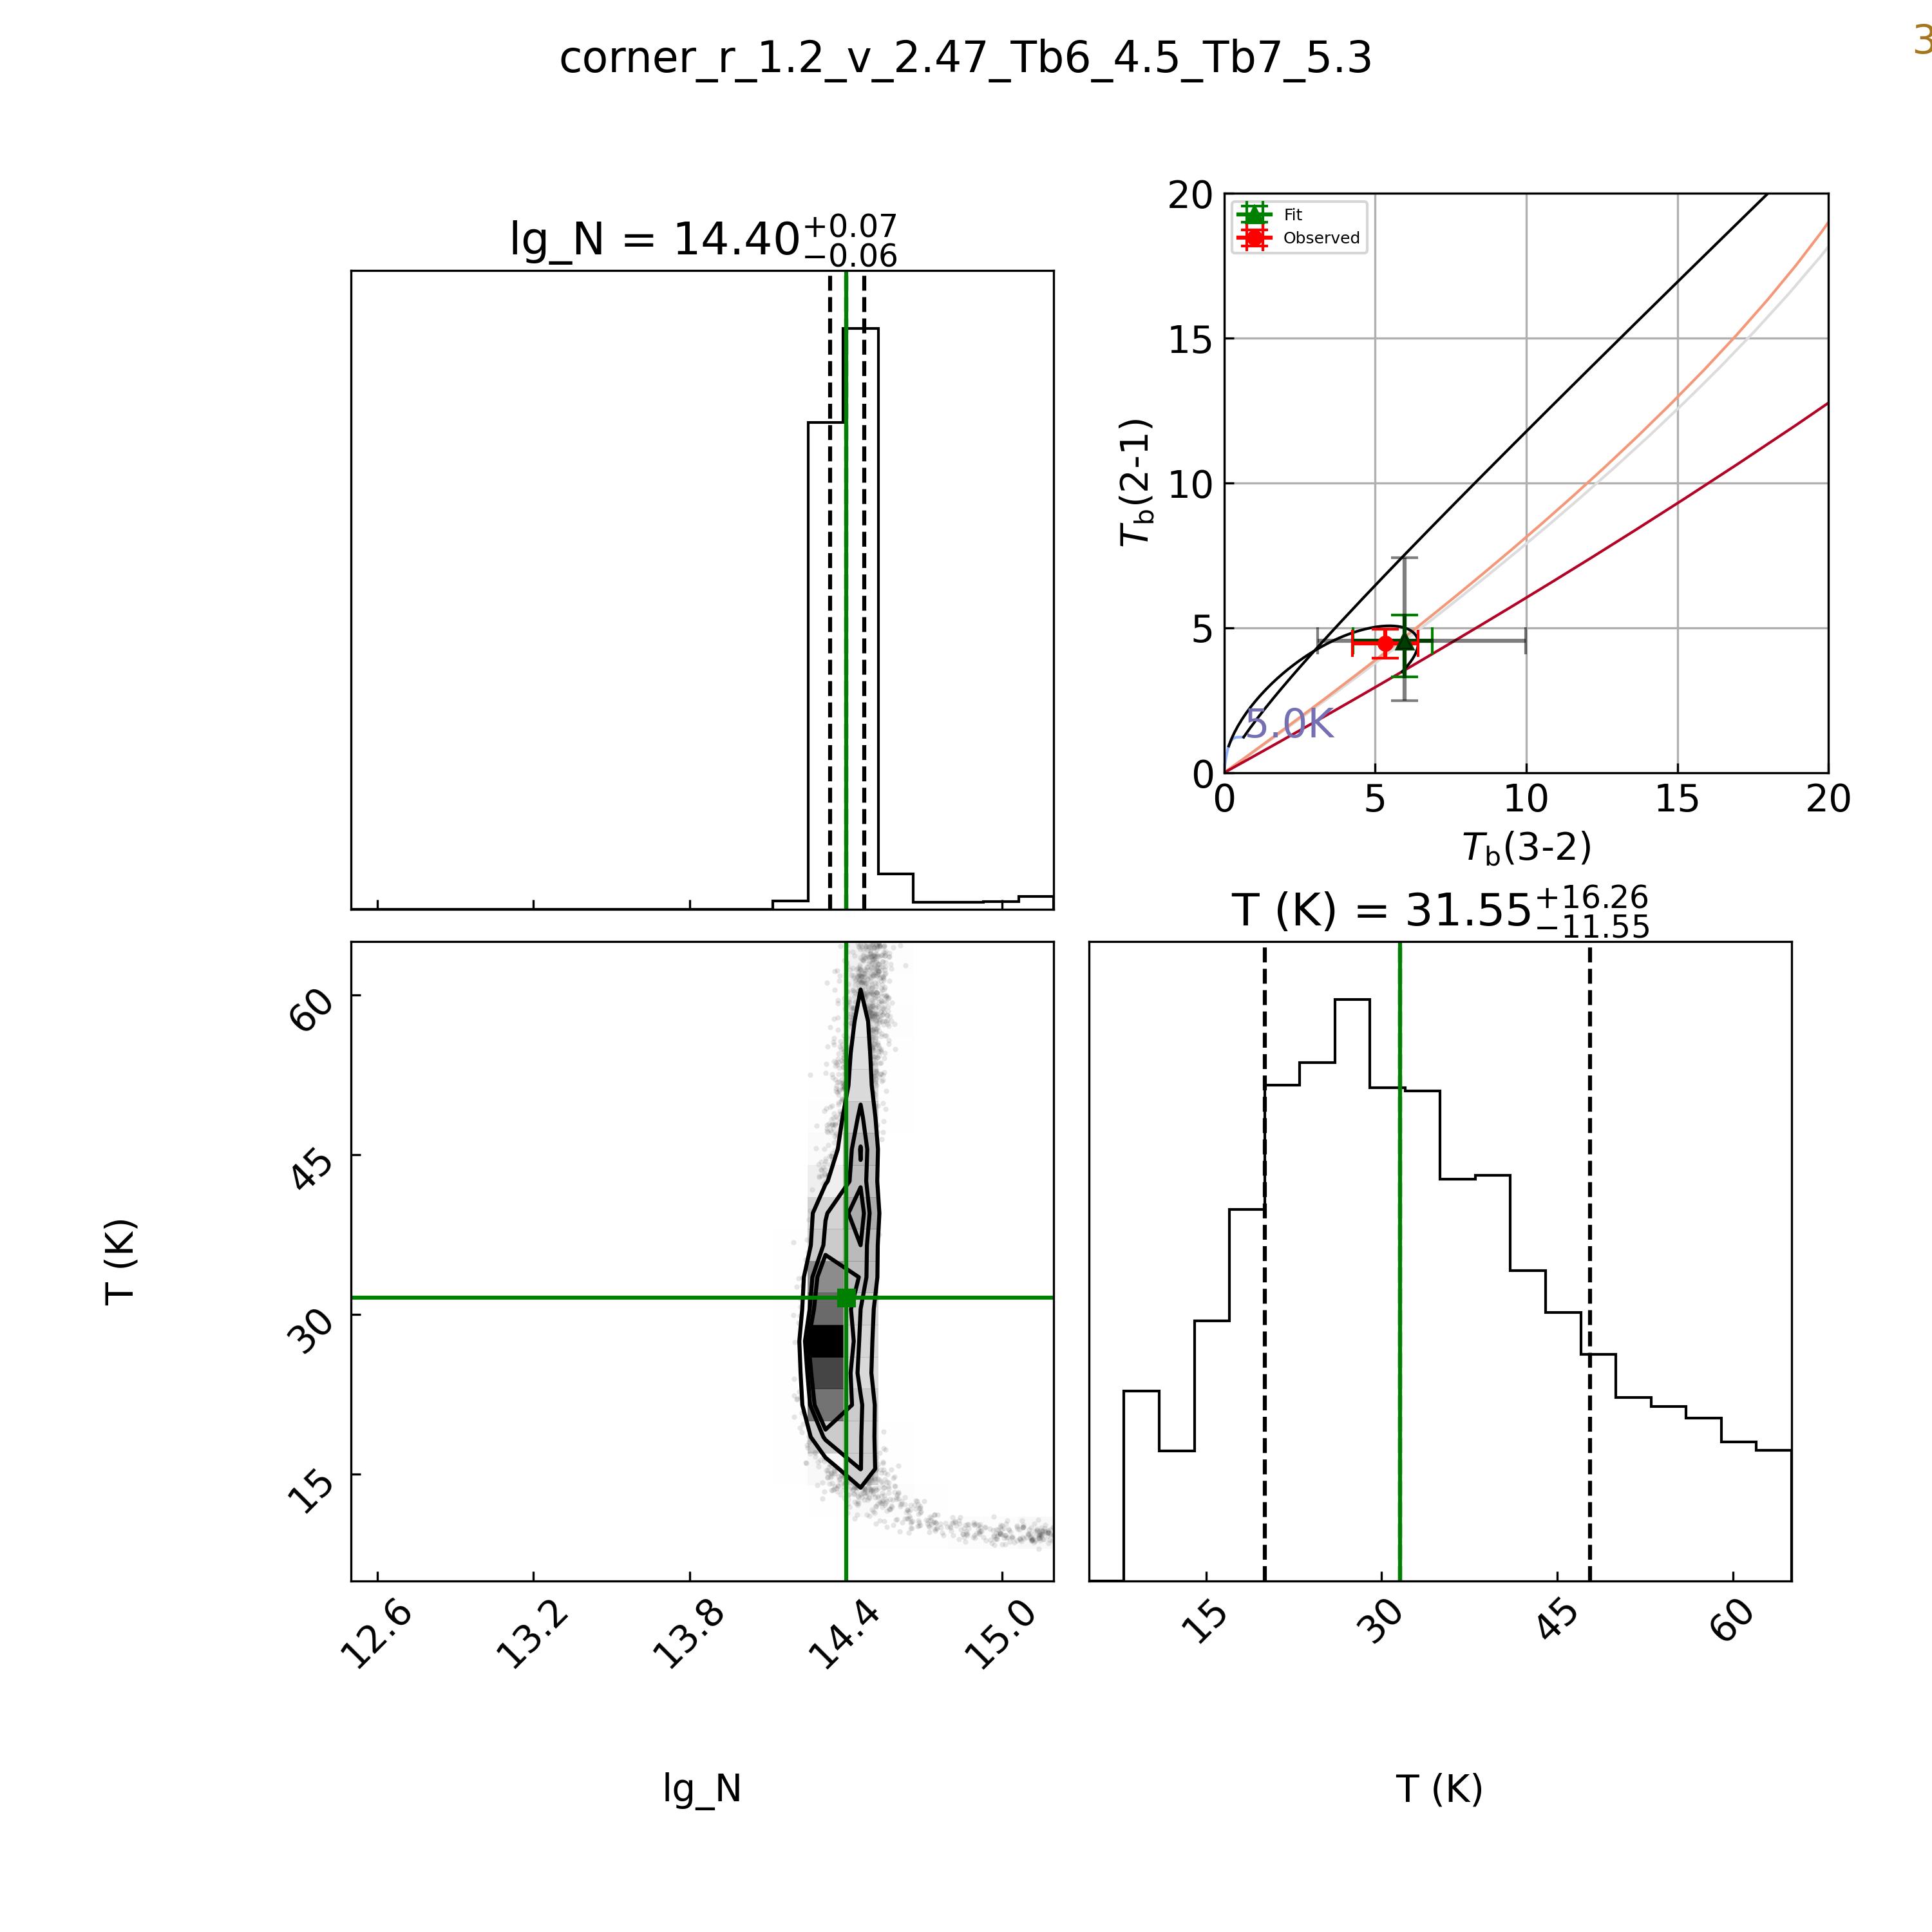 corner_r_1.2_v_2.47_Tb6_4.5_Tb7_5.3
3
lg_N = 14.40+0.07 −0.06
20
15
10
5
0
Fit
Observed
5.0K
Tb(2-1)
0 5 10 15 20
Tb(3-2)
T (K) = 31.55+16.26 −11.55
60
45
30
15
T (K)
12.6 13.2 13.8 14.4 15.0
15 30 45 60
lg_N
T (K)